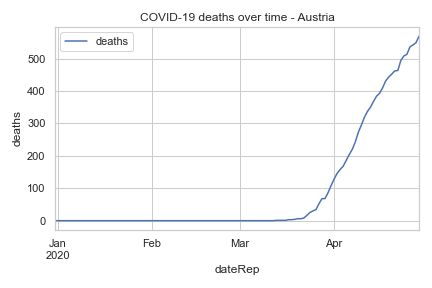 COVID-19 deaths over time - Austria
deaths
500
400
300
200
100
0
deaths
Jan
2020
Feb
Mar
Apr
dateRep